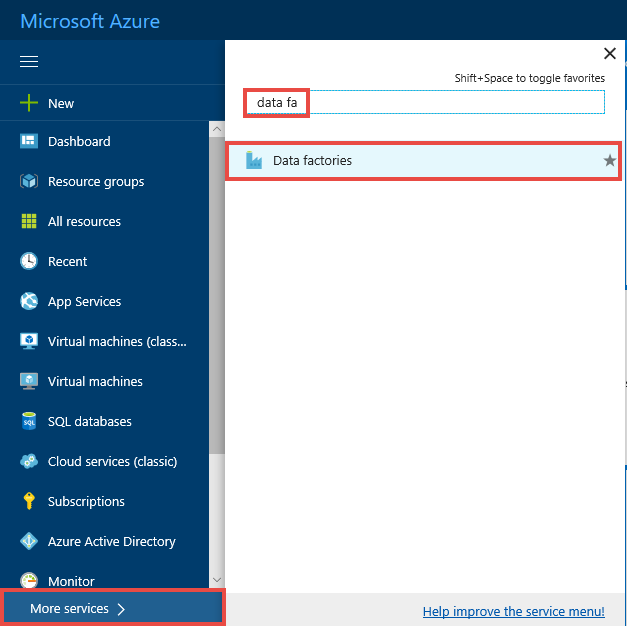 Microsoft Azure
Shift+Space to toggle favorites
New
data fa
Dashboard
Data factories
Resource groups
All resources
Recent
App Services
Virtual machines (class...
Virtual machines
SQL databases
Cloud services (classic)
Subscriptions
Azure Active Directory
Monitor
More services
Help improve the service menu!